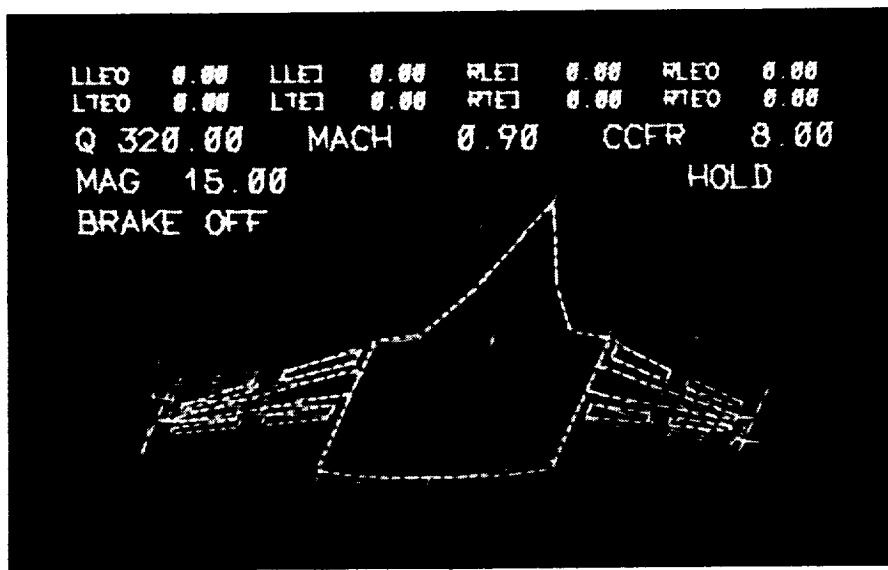 LLEO 0.00 LLEI 0.00 RLEI 0.00 RLEO 0.00
LTEO 0.00 LTEI 0.00 RTEI 0.00 RTEO 0.00
Q 320.00 MACH 0.90 CCFR 8.00
MAG 15.00 HOLD
BRAKE OFF